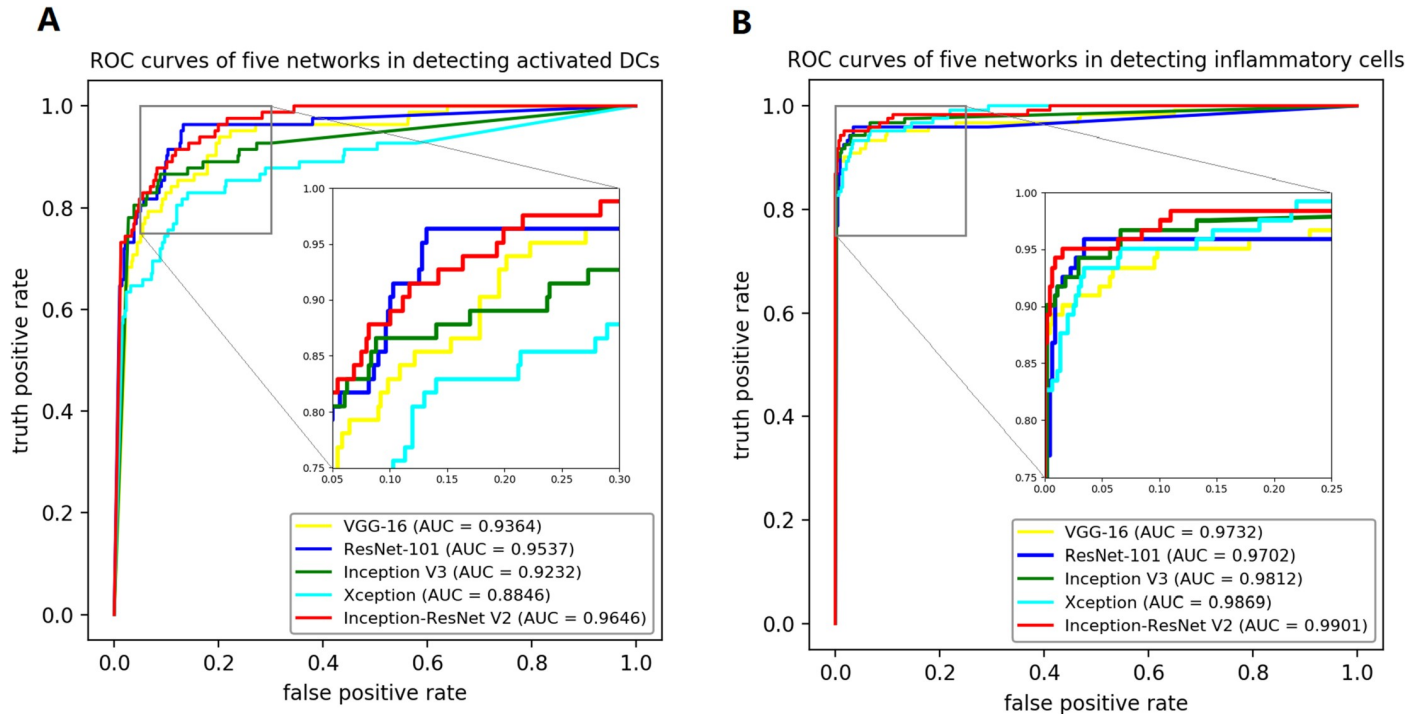 A
ROC curves of five networks in detecting activated DCs
1.0
0.8
0.6
0.4
0.2
0.0
truth positive rate
1.00
0.95
0.90
0.85
0.80
0.75
0.05
0.10
0.15
0.20
0.25
0.30
VGG-16 (AUC = 0.9364)
ResNet-101 (AUC = 0.9537)
Inception V3 (AUC = 0.9232)
Xception (AUC = 0.8846)
Inception-ResNet V2 (AUC = 0.9646)
0.0
0.2
0.4
0.6
0.8
1.0
false positive rate
B
ROC curves of five networks in detecting inflammatory cells
1.0
0.8
0.6
0.4
0.2
0.0
truth positive rate
1.00
0.95
0.90
0.85
0.80
0.75
0.00
0.05
0.10
0.15
0.20
0.25
VGG-16 (AUC = 0.9732)
ResNet-101 (AUC = 0.9702)
Inception V3 (AUC = 0.9812)
Xception (AUC = 0.9869)
Inception-ResNet V2 (AUC = 0.9901)
0.0
0.2
0.4
0.6
0.8
1.0
false positive rate